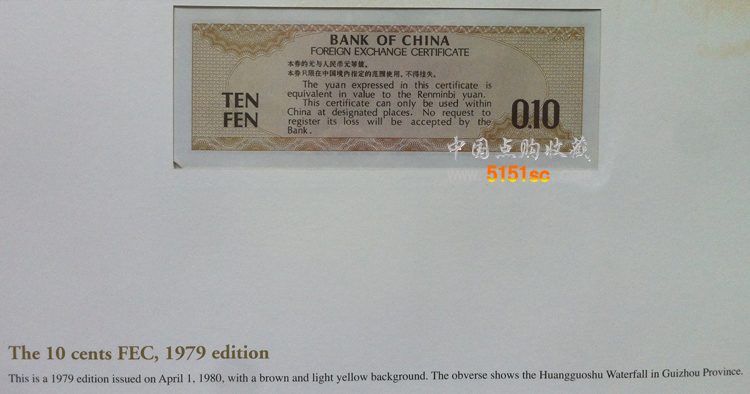 BANK OF CHINA
FOREIGN EXCHANGE CERTIFICATE
本券的元与人民币元等值。
本券只限在中国境内指定的范围使用,不得挂失。
The yuan expressed in this certificate is
equivalent in value to the Renminbi yuan.
This certificate can only be used within
China at designated places. No request to
register its loss will be accepted by the
Bank.
TEN
FEN
0.10
中国点购收藏
www.
5151sc
The 10 cents FEC, 1979 edition
This is a 1979 edition issued on April 1, 1980, with a brown and light yellow background. The obverse shows the Huangguoshu Waterfall in Guizhou Province.